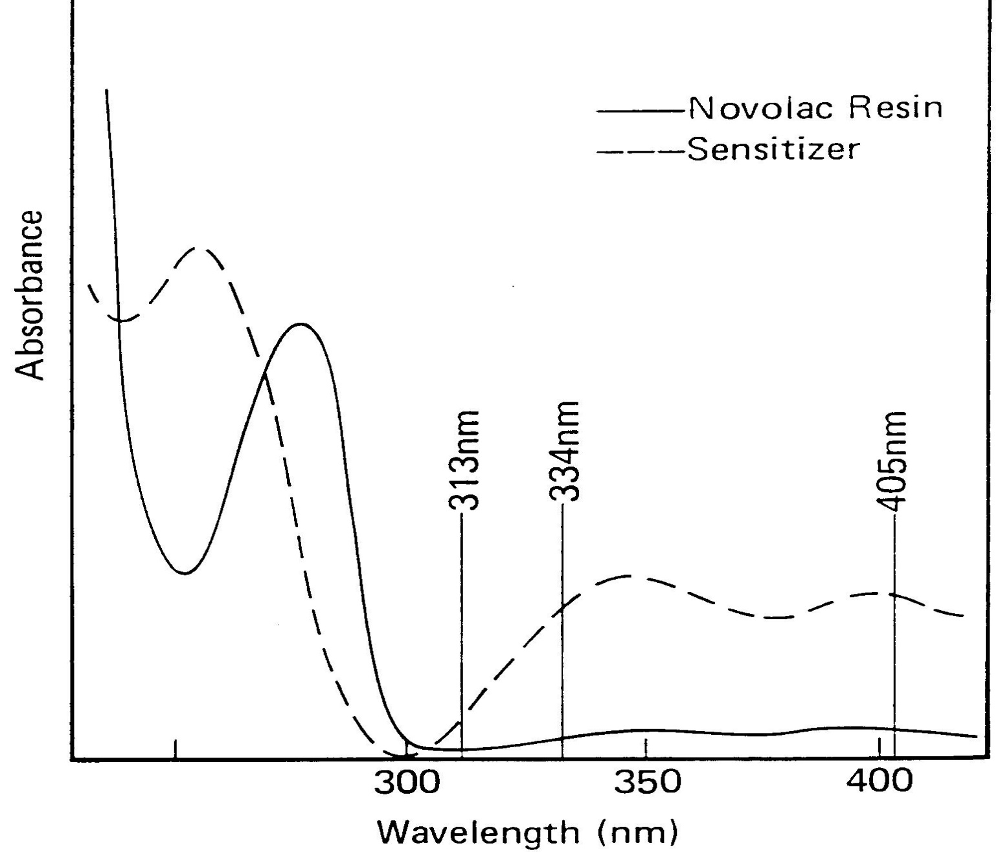 Novolac Resin
Sensitizer
Absorbance
313nm
334nm
405nm
300
350
400
Wavelength (nm)